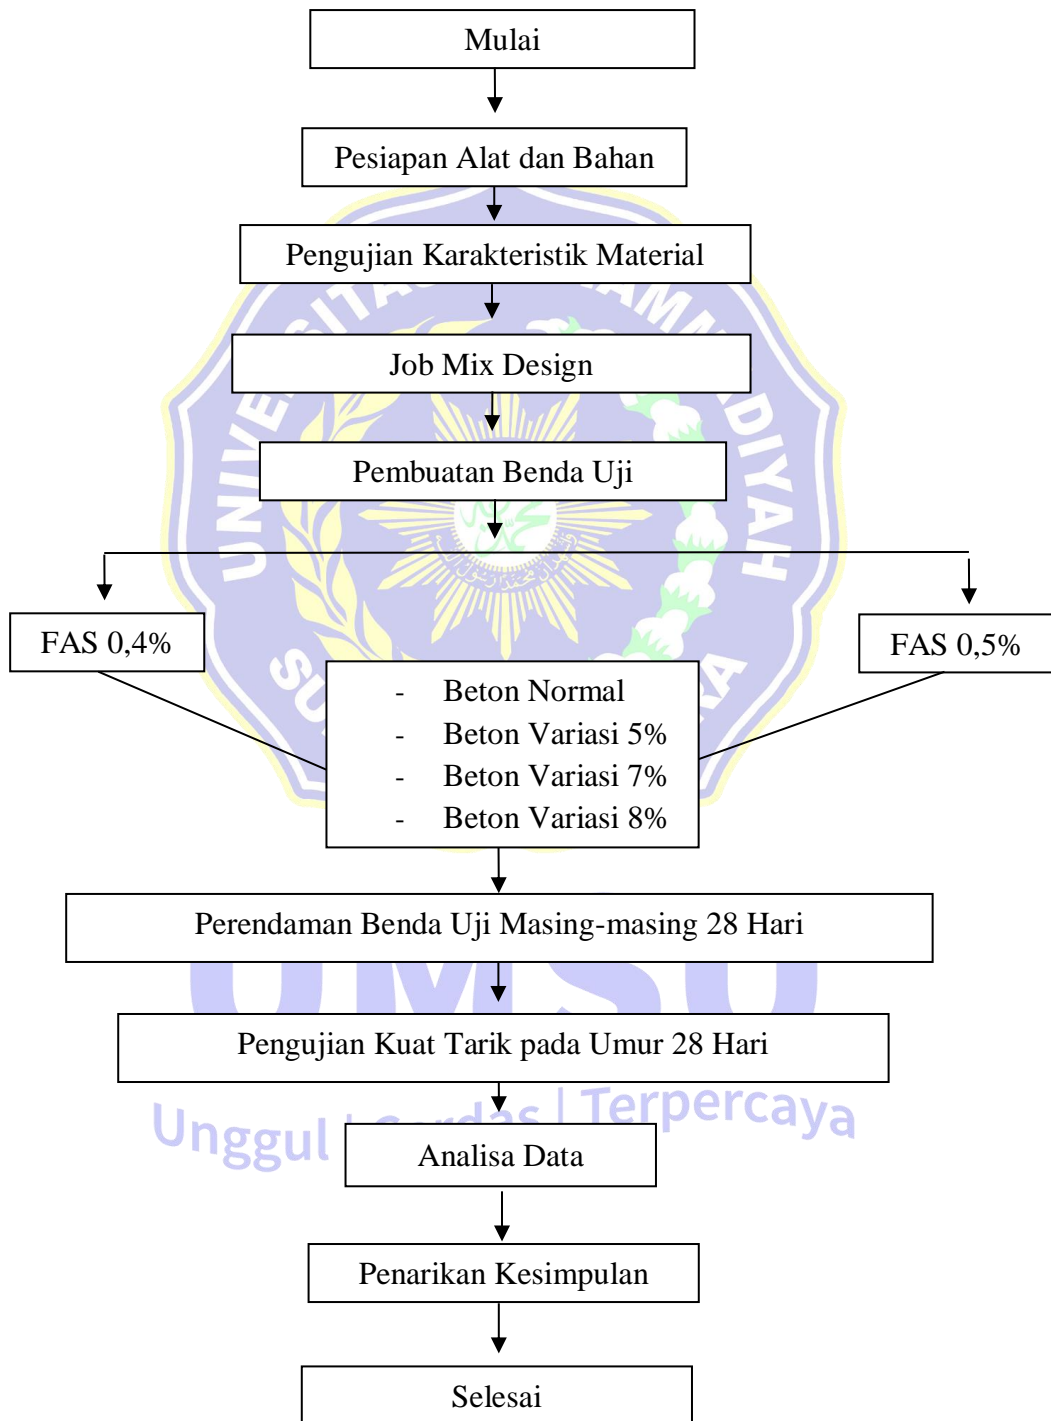 Mulai
Pesiapan Alat dan Bahan
Pengujian Karakteristik Material
Job Mix Design
Pembuatan Benda Uji
FAS 0,4%
FAS 0,5%
- Beton Normal
- Beton Variasi 5%
- Beton Variasi 7%
- Beton Variasi 8%
Perendaman Benda Uji Masing-masing 28 Hari
UMSU
Pengujian Kuat Tarik pada Umur 28 Hari
Unggul | Cerdas | Terpercaya
Analisa Data
Penarikan Kesimpulan
Selesai